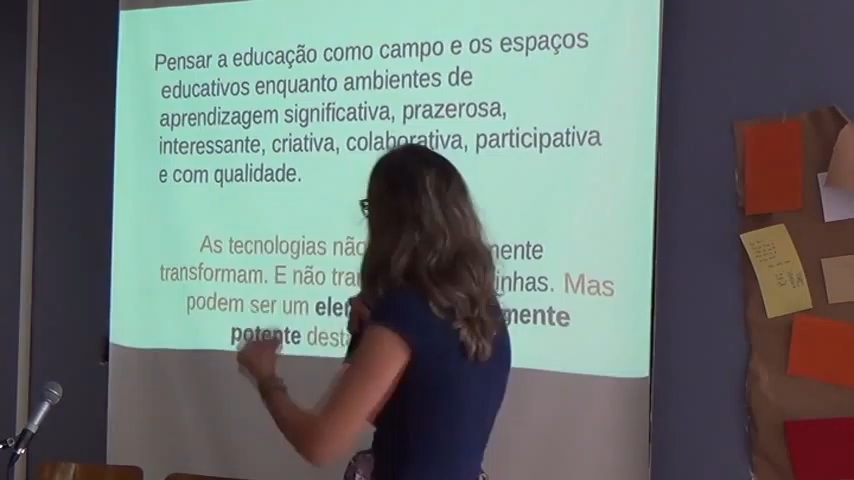 Pensar a educação como campo e os espaços
educativos enquanto ambientes de
aprendizagem significativa, prazerosa,
interessante, criativa, colaborativa, participativa
e com qualidade.
As tecnologias não mente
transformam. E não tra inhas. Mas
podem ser um ele mente
potente desta